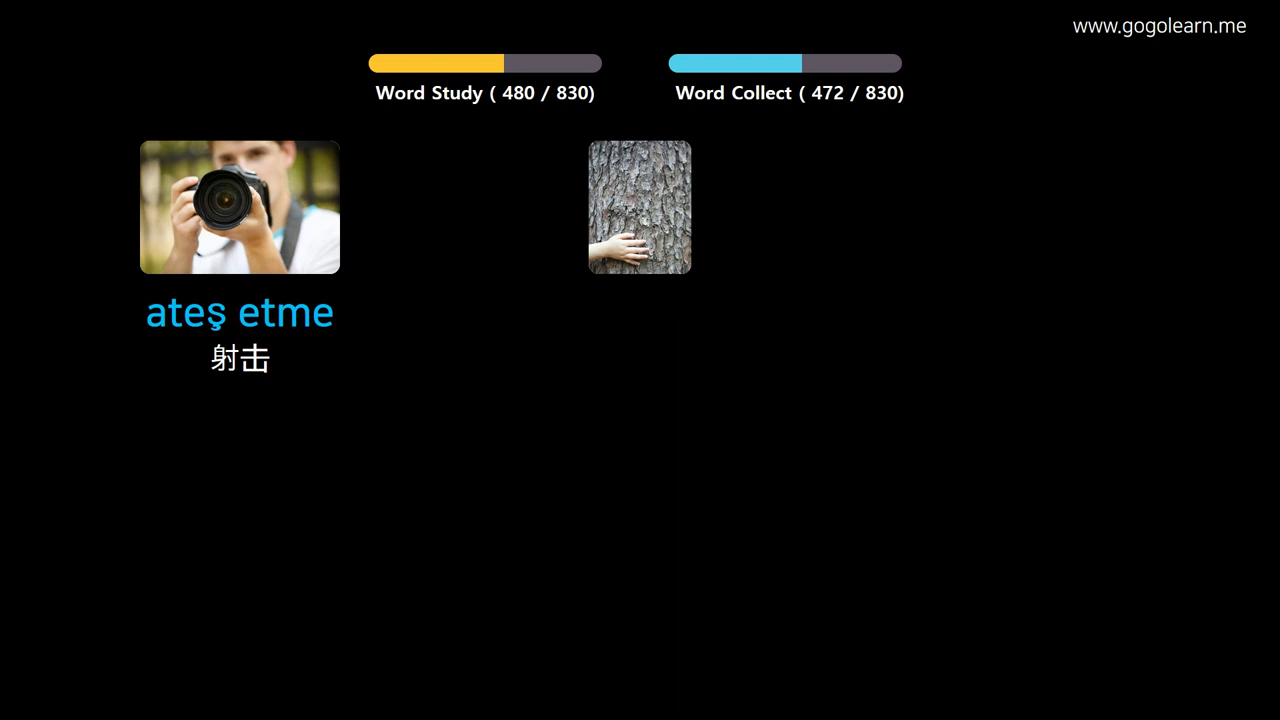 www.gogolearn.me
Word Study ( 480 / 830)
Word Collect ( 472 / 830)
ateş etme
射击